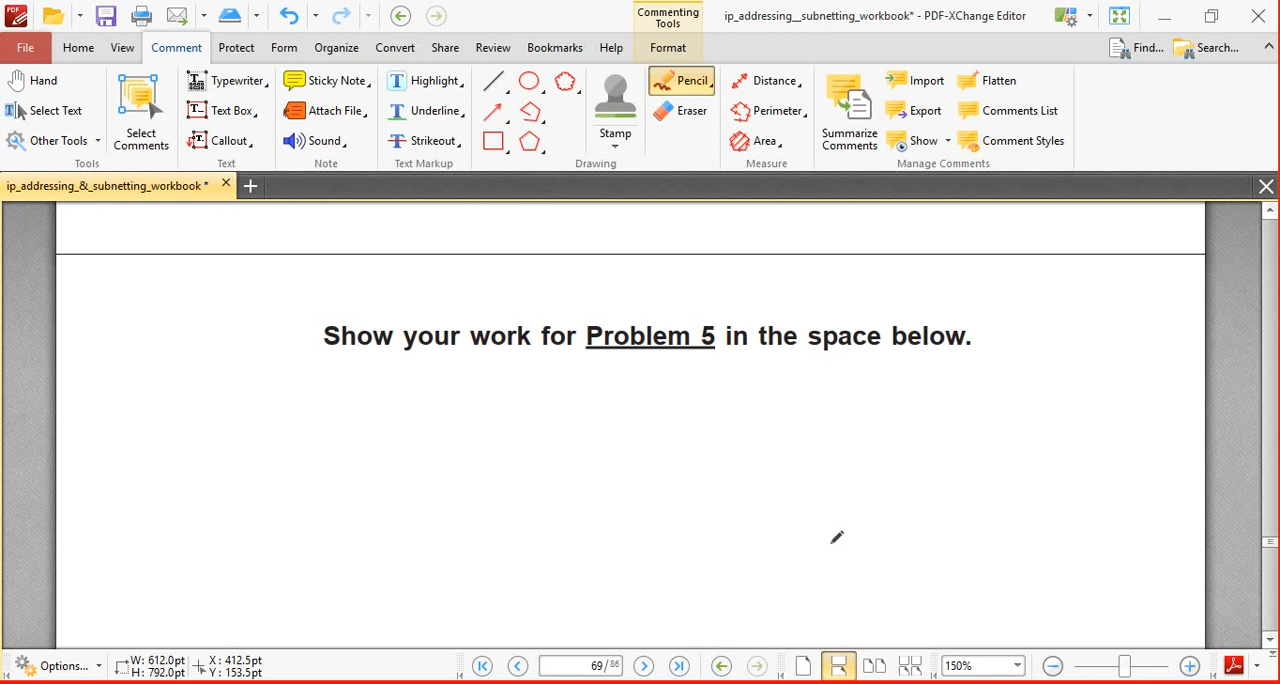 Commenting Tools
ip_addressing__subnetting_workbook* - PDF-XChange Editor
File Home View Comment Protect Form Organize Convert Share Review Bookmarks Help Format Find... Search...
Hand Typewriter Sticky Note Highlight Pencil Distance Import Flatten
Select Text Text Box Attach File Underline Eraser Perimeter Export Comments List
Other Tools Select Comments Callout Sound Strikeout Stamp Area Summarize Comments Show Comment Styles
Tools Text Note Text Markup Drawing Measure Manage Comments
ip_addressing_&_subnetting_workbook *
Show your work for Problem 5 in the space below.
Options... W: 612.0pt H: 792.0pt X: 412.5pt Y: 153.5pt 69 / 86 150%